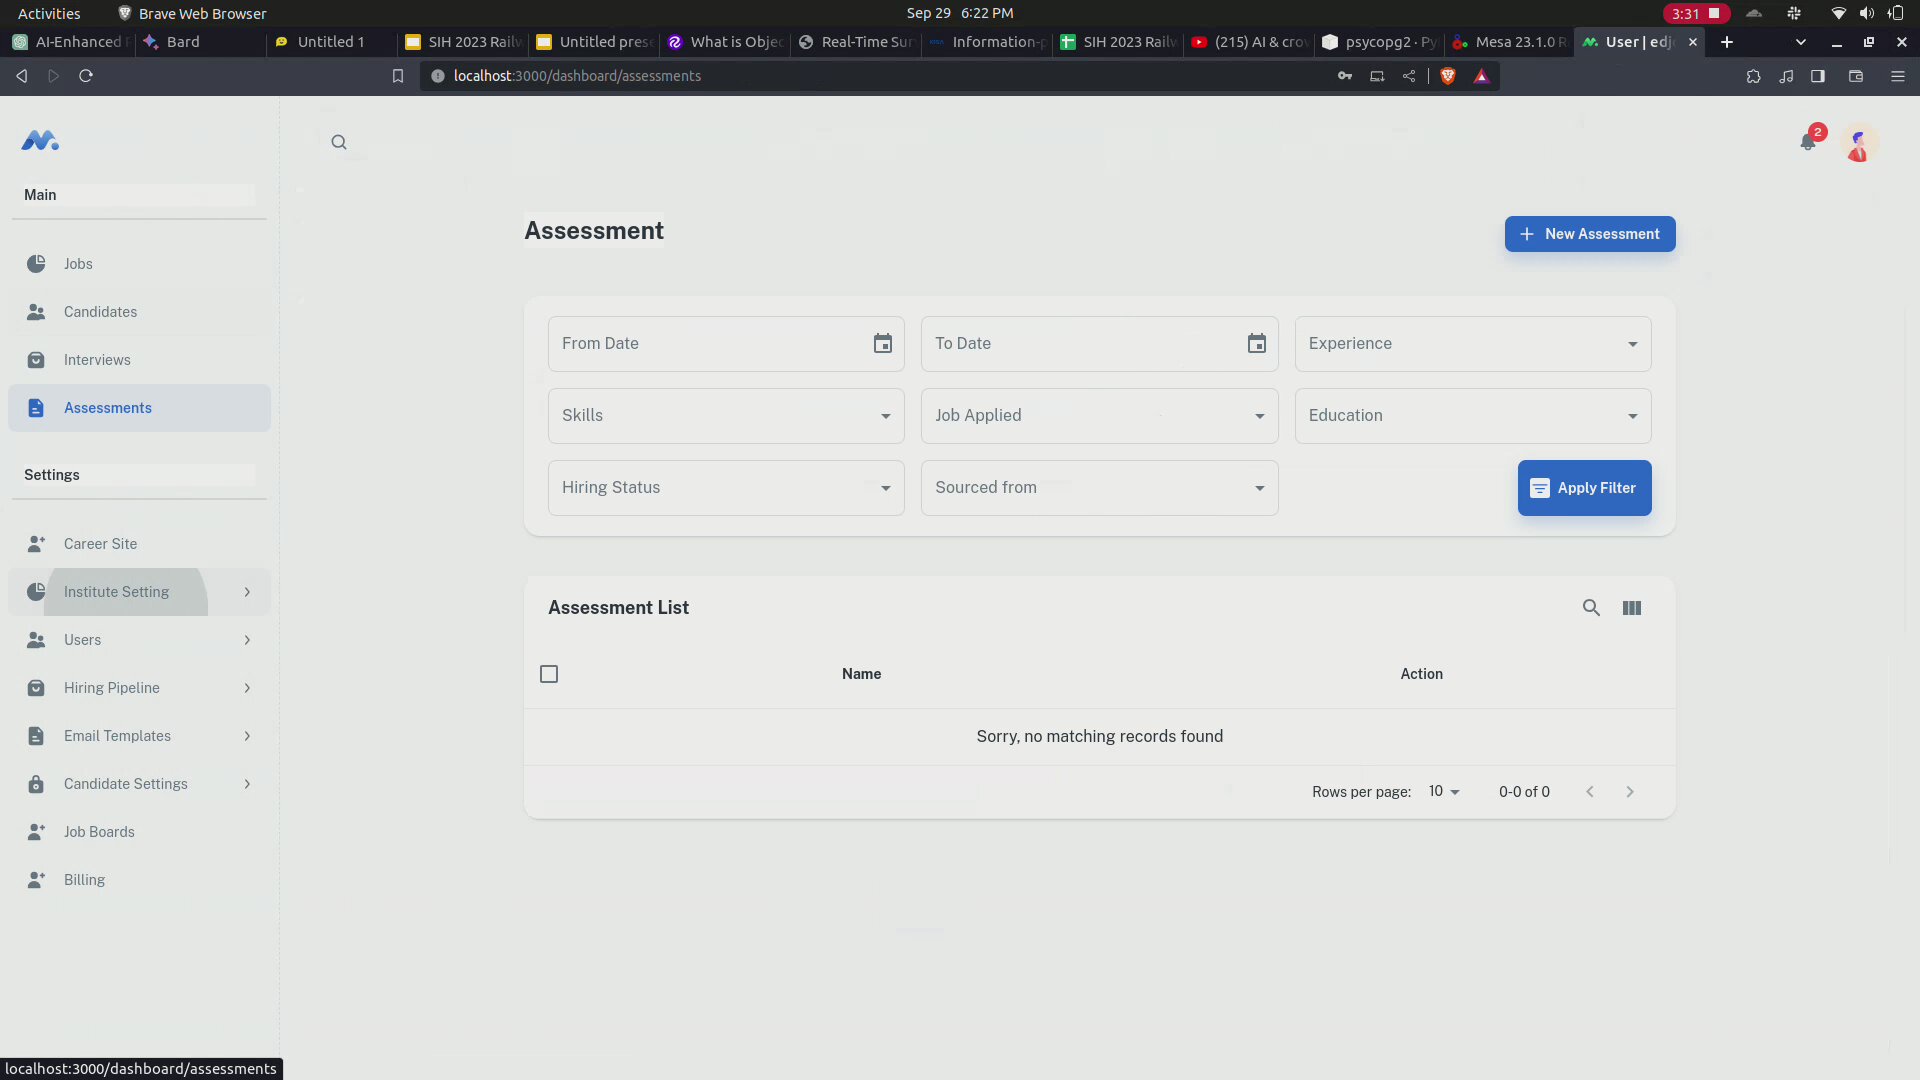 Activities
Brave Web Browser
Sep 29 6:22 PM
3:31
AI-Enhanced
Bard
Untitled 1
SIH 2023 Railw
Untitled prese
What is Objec
Real-Time Sur
Information-p
SIH 2023 Railw
(215) AI & crow
psycopg2 · Py
Mesa 23.1.0 R
User | edj
localhost:3000/dashboard/assessments
2
Main
Jobs
Candidates
Interviews
Assessments
Settings
Career Site
Institute Setting
Users
Hiring Pipeline
Email Templates
Candidate Settings
Job Boards
Billing
Assessment
New Assessment
From Date
To Date
Experience
Skills
Job Applied
Education
Hiring Status
Sourced from
Apply Filter
Assessment List
Name
Action
Sorry, no matching records found
Rows per page: 10
0-0 of 0
localhost:3000/dashboard/assessments